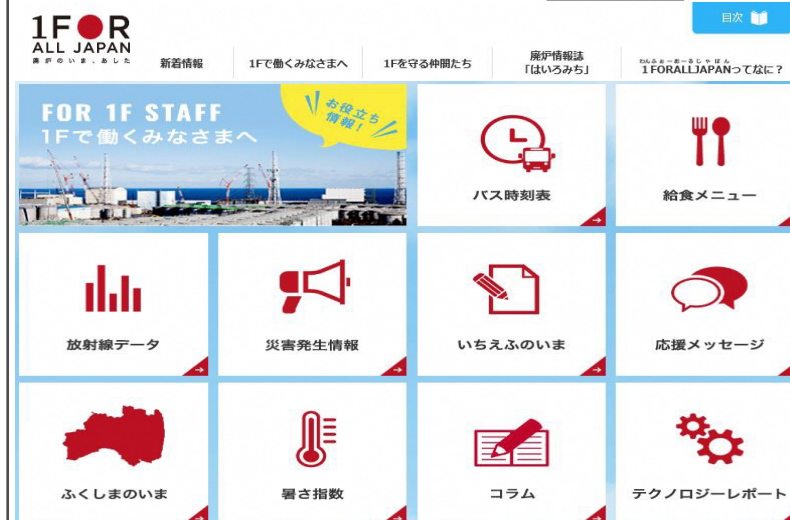 目次
1F●R
ALL JAPAN
廃炉のいま、あした
新着情報
1Fで働くみなさまへ
1Fを守る仲間たち
廃炉情報誌
「はいろみち」
わんふぉーおーるじゃぱん
1FORALLJAPANってなに？
FOR 1F STAFF
1Fで働くみなさまへ
お役立ち
情報！
バス時刻表
給食メニュー
放射線データ
災害発生情報
いちえふのいま
応援メッセージ
ふくしまのいま
暑さ指数
コラム
テクノロジーレポート